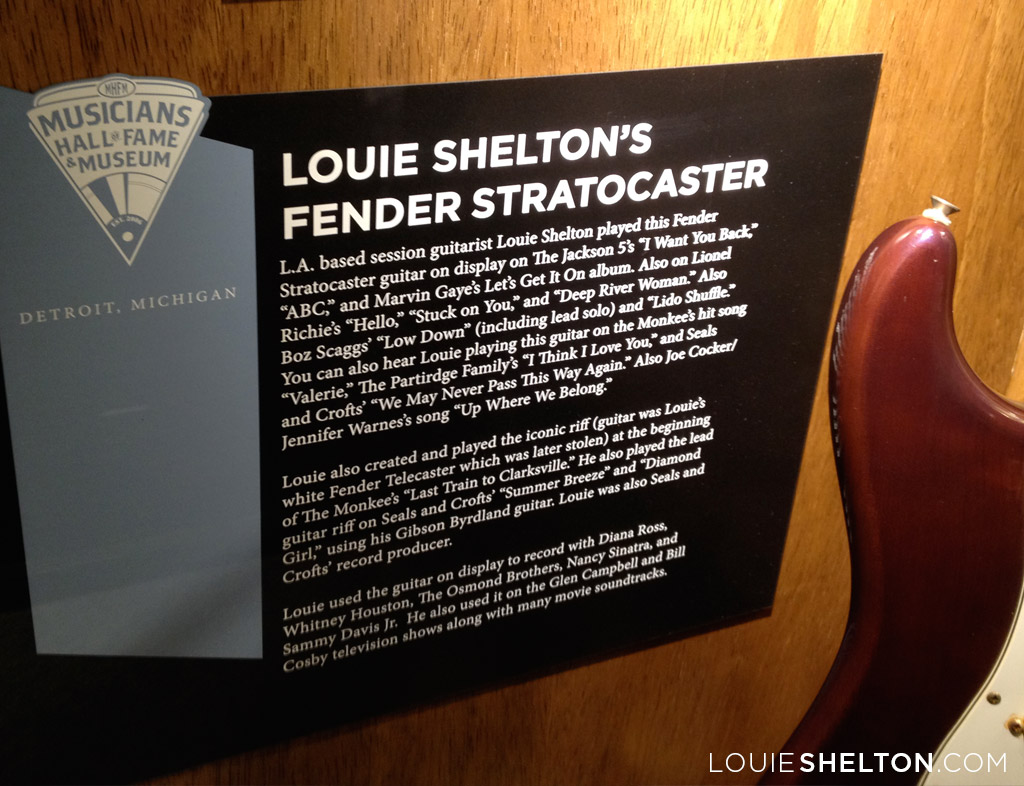 MHFM
MUSICIANS
HALL OF FAME
& MUSEUM
DETROIT, MICHIGAN
LOUIE SHELTON'S
FENDER STRATOCASTER
L.A. based session guitarist Louie Shelton played this Fender
Stratocaster guitar on display on The Jackson 5's “I Want You Back,”
“ABC,” and Marvin Gaye's Let's Get It On album. Also on Lionel
Richie's “Hello,” “Stuck on You,” and “Deep River Woman.” Also
Boz Scaggs' “Low Down” (including lead solo) and “Lido Shuffle.”
You can also hear Louie playing this guitar on the Monkee's hit song
“Valerie,” The Partirdge Family's “I Think I Love You,” and Seals
and Crofts' “We May Never Pass This Way Again.” Also Joe Cocker/
Jennifer Warnes's song “Up Where We Belong.”
Louie also created and played the iconic riff (guitar was Louie's
white Fender Telecaster which was later stolen) at the beginning
of The Monkee's “Last Train to Clarksville.” He also played the lead
guitar riff on Seals and Crofts' “Summer Breeze” and “Diamond
Girl,” using his Gibson Byrdland guitar. Louie was also Seals and
Crofts' record producer.
Louie used the guitar on display to record with Diana Ross,
Whitney Houston, The Osmond Brothers, Nancy Sinatra, and
Sammy Davis Jr. He also used it on the Glen Campbell and Bill
Cosby television shows along with many movie soundtracks.
LOUIESHELTON.COM